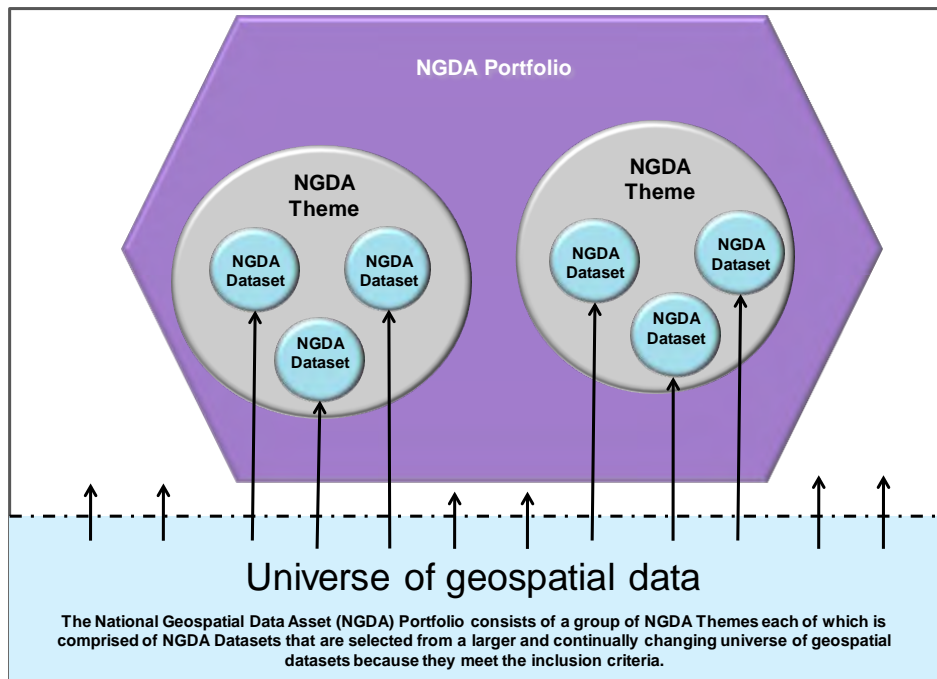 NGDA Portfolio
NGDA
Theme
NGDA
Dataset
NGDA
Dataset
NGDA
Dataset
NGDA
Theme
NGDA
Dataset
NGDA
Dataset
NGDA
Dataset
Universe of geospatial data
The National Geospatial Data Asset (NGDA) Portfolio consists of a group of NGDA Themes each of which is
comprised of NGDA Datasets that are selected from a larger and continually changing universe of geospatial
datasets because they meet the inclusion criteria.